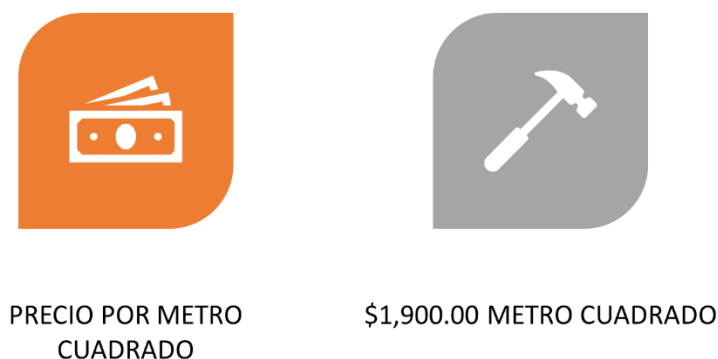 PRECIO POR METRO
CUADRADO
$1,900.00 METRO CUADRADO